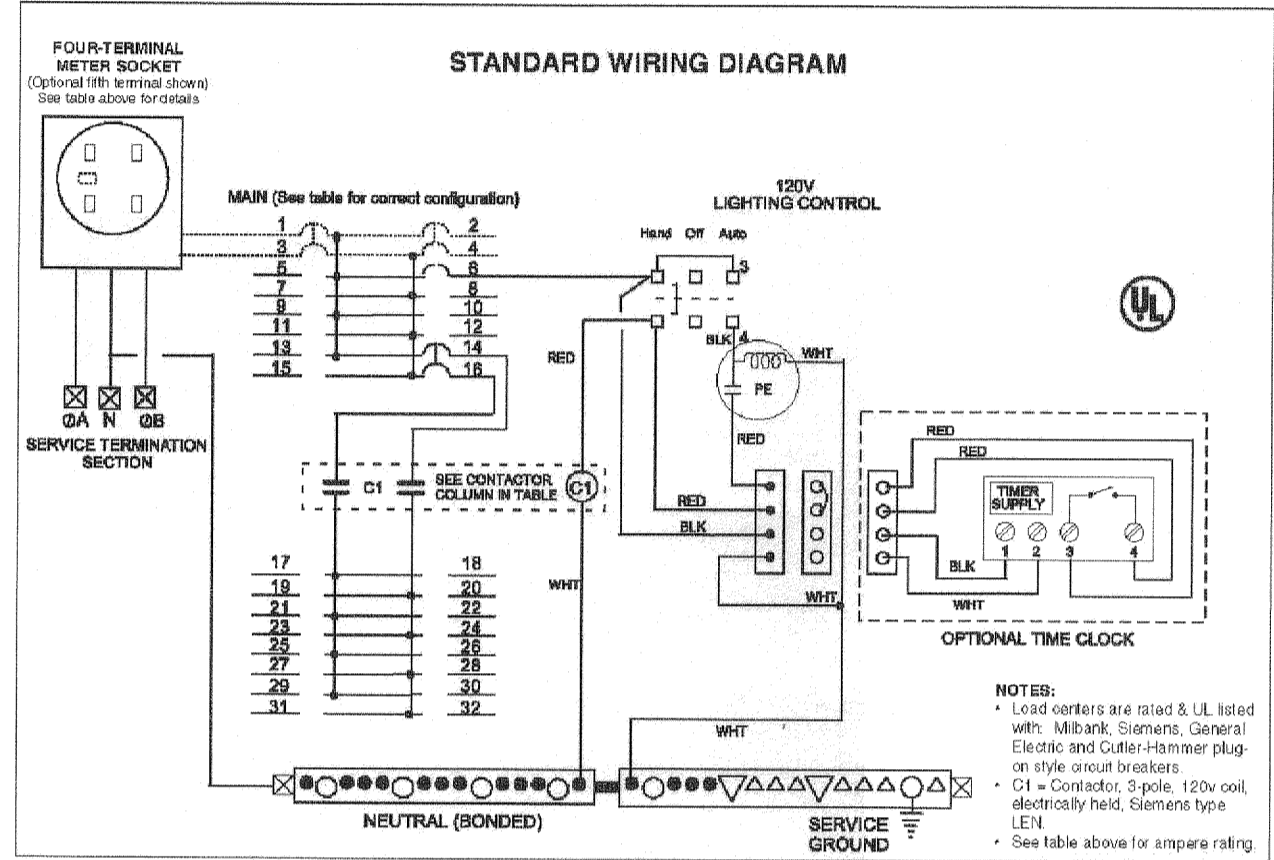 STANDARD WIRING DIAGRAM
FOUR-TERMINAL
METER SOCKET
(Optional fifth terminal shown)
See table above for details
MAIN (See table for correct configuration)
1 2
3 4
5 6
7 8
9 10
11 12
13 14
15 16
ØA N ØB
SERVICE TERMINATION
SECTION
120V
LIGHTING CONTROL
Hand Off Auto
3
4
BLK
WHT
PE
RED
RED
RED
BLK
WHT
C1
SEE CONTACTOR
COLUMN IN TABLE
C1
WHT
UL
RED
RED
TIMER
SUPPLY
1 2 3 4
BLK
WHT
OPTIONAL TIME CLOCK
17 18
19 20
21 22
23 24
25 26
27 28
29 30
31 32
WHT
NEUTRAL (BONDED)
SERVICE
GROUND
NOTES:
* Load centers are rated & UL listed
with: Milbank, Siemens, General
Electric and Cutler-Hammer plug-
on style circuit breakers.
* C1 = Contactor, 3-pole, 120v coil,
electrically held, Siemens type
LEN.
* See table above for ampere rating.